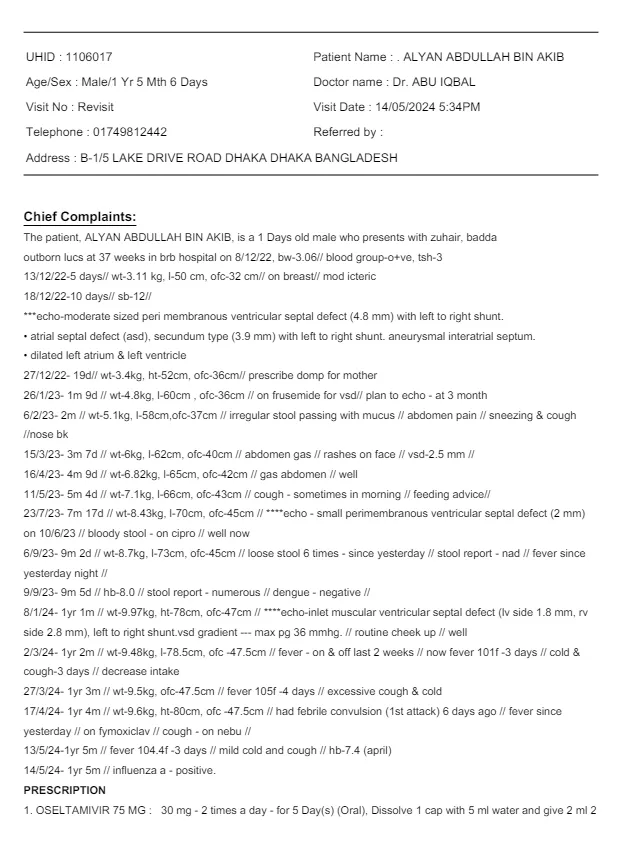 UHID : 1106017
Patient Name : . ALYAN ABDULLAH BIN AKIB
Age/Sex : Male/1 Yr 5 Mth 6 Days
Doctor name : Dr. ABU IQBAL
Visit No : Revisit
Visit Date : 14/05/2024 5:34PM
Telephone : 01749812442
Referred by :
Address : B-1/5 LAKE DRIVE ROAD DHAKA DHAKA BANGLADESH
Chief Complaints:
The patient, ALYAN ABDULLAH BIN AKIB, is a 1 Days old male who presents with zuhair, badda
outborn lucs at 37 weeks in brb hospital on 8/12/22, bw-3.06// blood group-o+ve, tsh-3
13/12/22-5 days// wt-3.11 kg, l-50 cm, ofc-32 cm// on breast// mod icteric
18/12/22-10 days// sb-12//
***echo-moderate sized peri membranous ventricular septal defect (4.8 mm) with left to right shunt.
• atrial septal defect (asd), secundum type (3.9 mm) with left to right shunt. aneurysmal interatrial septum.
• dilated left atrium & left ventricle
27/12/22- 19d// wt-3.4kg, ht-52cm, ofc-36cm// prescribe domp for mother
26/1/23- 1m 9d // wt-4.8kg, l-60cm , ofc-36cm // on frusemide for vsd// plan to echo - at 3 month
6/2/23- 2m // wt-5.1kg, l-58cm,ofc-37cm // irregular stool passing with mucus // abdomen pain // sneezing & cough
//nose bk
15/3/23- 3m 7d // wt-6kg, l-62cm, ofc-40cm // abdomen gas // rashes on face // vsd-2.5 mm //
16/4/23- 4m 9d // wt-6.82kg, l-65cm, ofc-42cm // gas abdomen // well
11/5/23- 5m 4d // wt-7.1kg, l-66cm, ofc-43cm // cough - sometimes in morning // feeding advice//
23/7/23- 7m 17d // wt-8.43kg, l-70cm, ofc-45cm // ****echo - small perimembranous ventricular septal defect (2 mm)
on 10/6/23 // bloody stool - on cipro // well now
6/9/23- 9m 2d // wt-8.7kg, l-73cm, ofc-45cm // loose stool 6 times - since yesterday // stool report - nad // fever since
yesterday night //
9/9/23- 9m 5d // hb-8.0 // stool report - numerous // dengue - negative //
8/1/24- 1yr 1m // wt-9.97kg, ht-78cm, ofc-47cm // ****echo-inlet muscular ventricular septal defect (lv side 1.8 mm, rv
side 2.8 mm), left to right shunt.vsd gradient --- max pg 36 mmhg. // routine cheek up // well
2/3/24- 1yr 2m // wt-9.48kg, l-78.5cm, ofc -47.5cm // fever - on & off last 2 weeks // now fever 101f -3 days // cold &
cough-3 days // decrease intake
27/3/24- 1yr 3m // wt-9.5kg, ofc-47.5cm // fever 105f -4 days // excessive cough & cold
17/4/24- 1yr 4m // wt-9.6kg, ht-80cm, ofc -47.5cm // had febrile convulsion (1st attack) 6 days ago // fever since
yesterday // on fymoxiclav // cough - on nebu //
13/5/24-1yr 5m // fever 104.4f -3 days // mild cold and cough // hb-7.4 (april)
14/5/24- 1yr 5m // influenza a - positive.
PRESCRIPTION
1. OSELTAMIVIR 75 MG : 30 mg - 2 times a day - for 5 Day(s) (Oral), Dissolve 1 cap with 5 ml water and give 2 ml 2